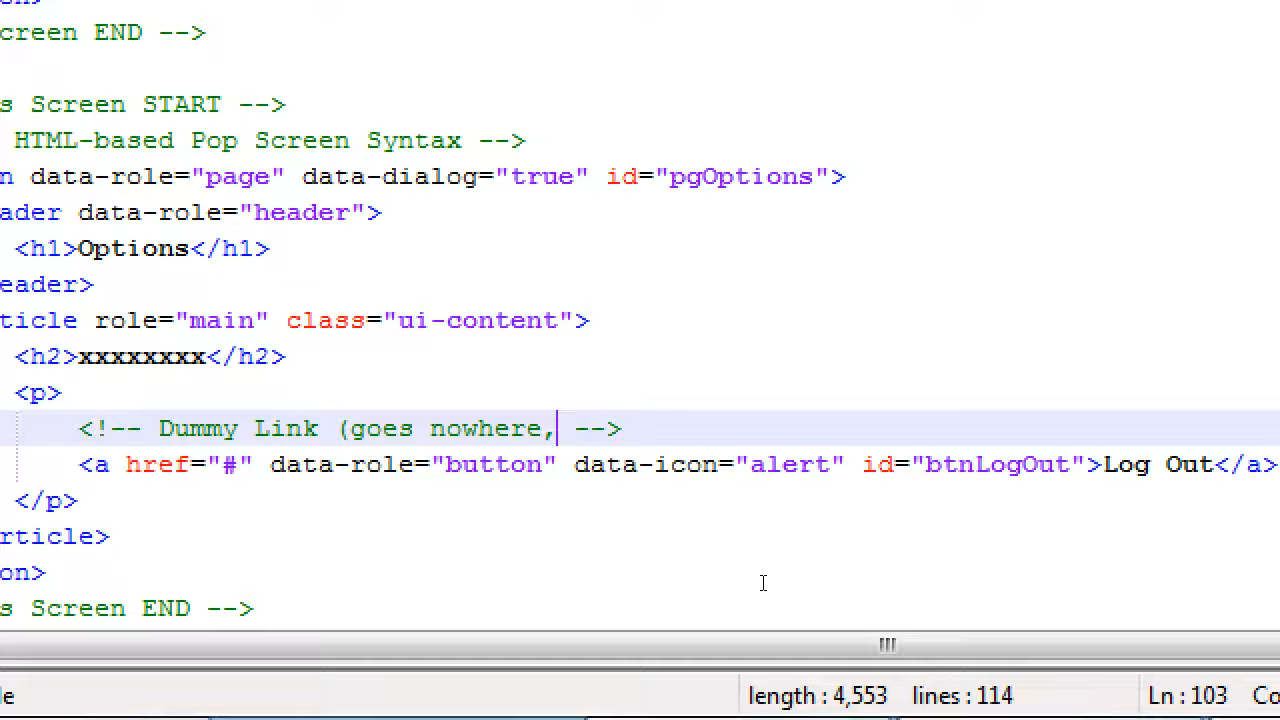 creen END -->
s Screen START -->
HTML-based Pop Screen Syntax -->
n data-role="page" data-dialog="true" id="pgOptions">
ader data-role="header">
<h1>Options</h1>
eader>
ticle role="main" class="ui-content">
<h2>xxxxxxxx</h2>
<p>
<!-- Dummy Link (goes nowhere, -->
<a href="#" data-role="button" data-icon="alert" id="btnLogOut">Log Out</a>
</p>
rticle>
on>
s Screen END -->
le length : 4,553 lines : 114 Ln : 103 Co